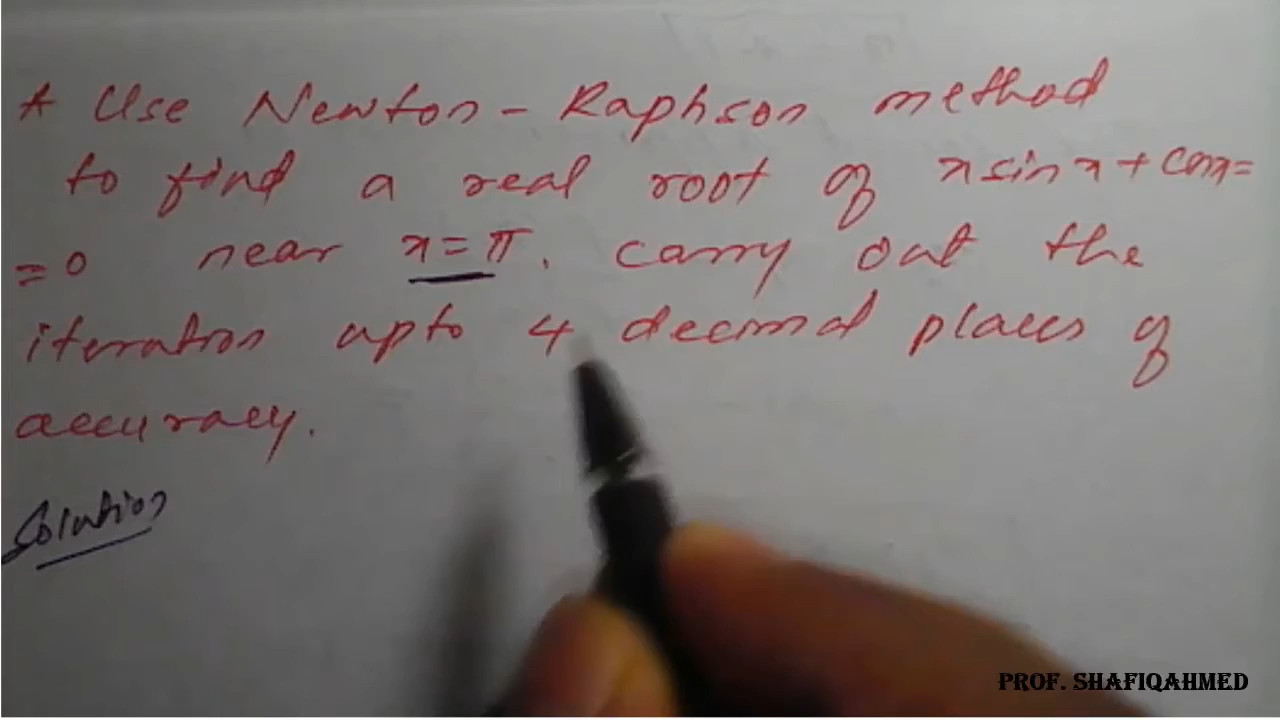 * Use Newton - Raphson method
to find a real root of x sin x + cos x =
= 0 near x = π. Carry out the
iteration upto 4 decimal places of
accuracy.
Solution
PROF. SHAFIQAHMED